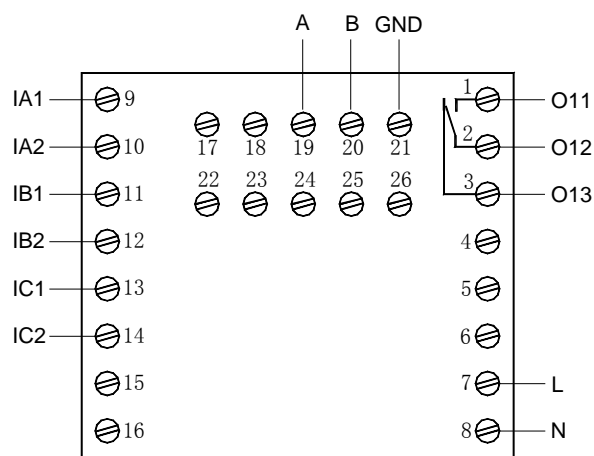 A B GND
IA1 9 1 O11
17 18 19 20 21
IA2 10 2 O12
22 23 24 25 26
IB1 11 3 O13
IB2 12 4
IC1 13 5
IC2 14 6
15 7 L
16 8 N